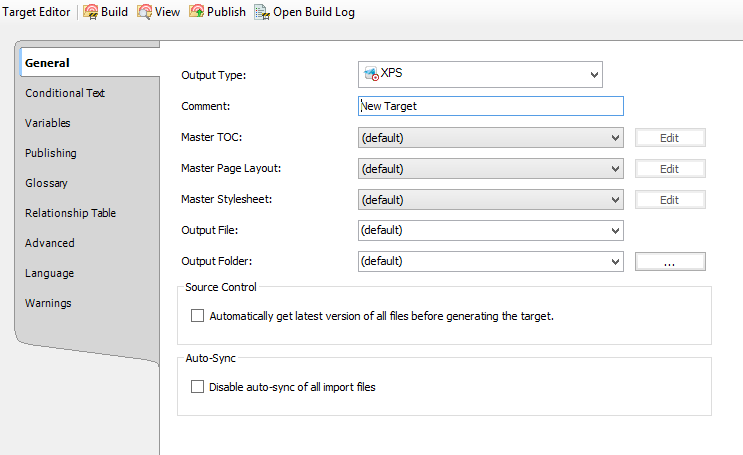 Target Editor Build View Publish Open Build Log
General
Conditional Text
Variables
Publishing
Glossary
Relationship Table
Advanced
Language
Warnings
Output Type: XPS
Comment: New Target
Master TOC: (default) Edit
Master Page Layout: (default) Edit
Master Stylesheet: (default) Edit
Output File: (default)
Output Folder: (default) ...
Source Control
Automatically get latest version of all files before generating the target.
Auto-Sync
Disable auto-sync of all import files